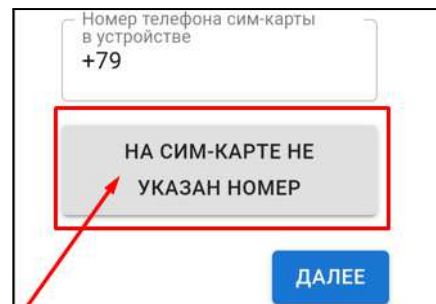 Номер телефона сим-карты
в устройстве
+79
НА СИМ-КАРТЕ НЕ
УКАЗАН НОМЕР
ДАЛЕЕ